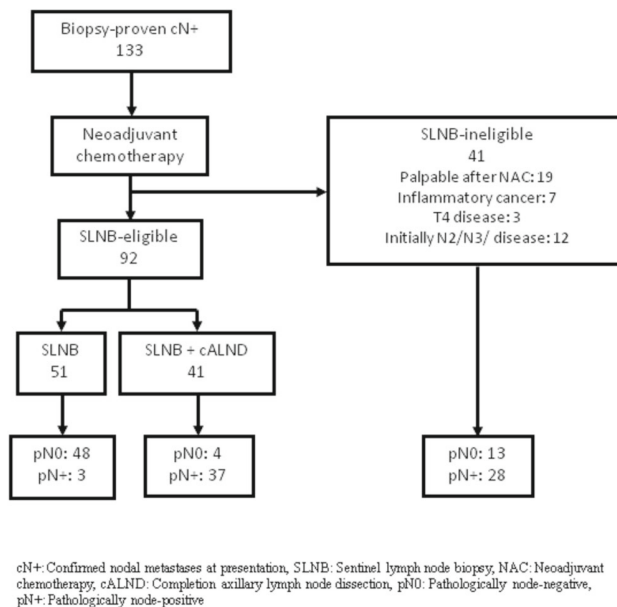 Biopsy-proven cN+
133
Neoadjuvant
chemotherapy
SLNB-ineligible
41
Palpable after NAC: 19
Inflammatory cancer: 7
T4 disease: 3
Initially N2/N3/ disease: 12
SLNB-eligible
92
SLNB
51
SLNB + cALND
41
pN0: 48
pN+: 3
pN0: 4
pN+: 37
pN0: 13
pN+: 28
cN+: Confirmed nodal metastases at presentation, SLNB: Sentinel lymph node biopsy, NAC: Neoadjuvant
chemotherapy, cALND: Completion axillary lymph node dissection, pN0: Pathologically node-negative,
pN+: Pathologically node-positive